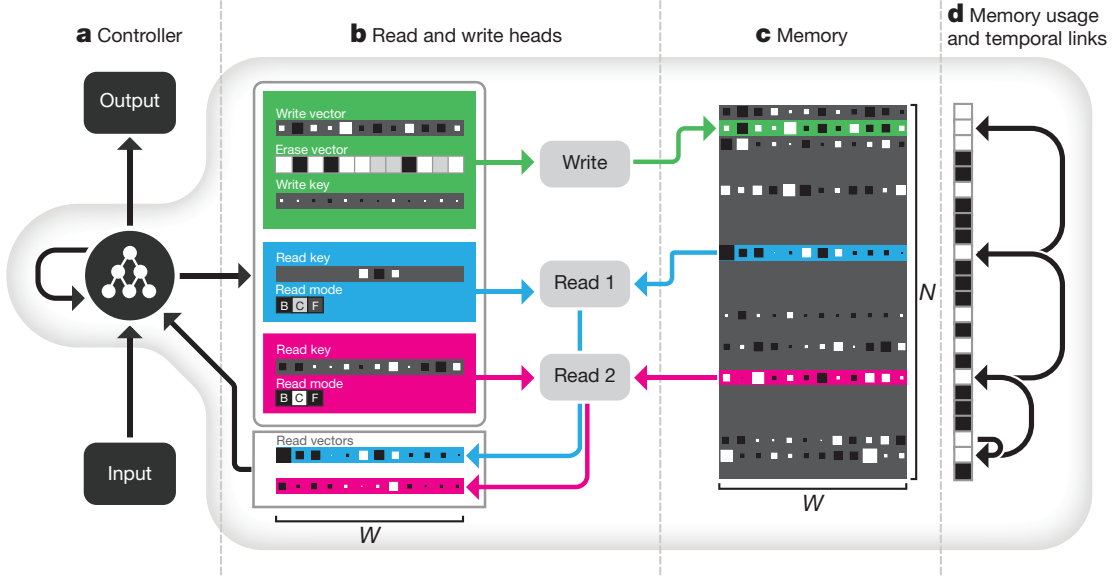 a Controller
b Read and write heads
c Memory
d Memory usage
and temporal links
Output
Input
Write vector
Erase vector
Write key
Read key
Read mode
B C F
Read key
Read mode
B C F
Read vectors
W
Write
Read 1
Read 2
N
W